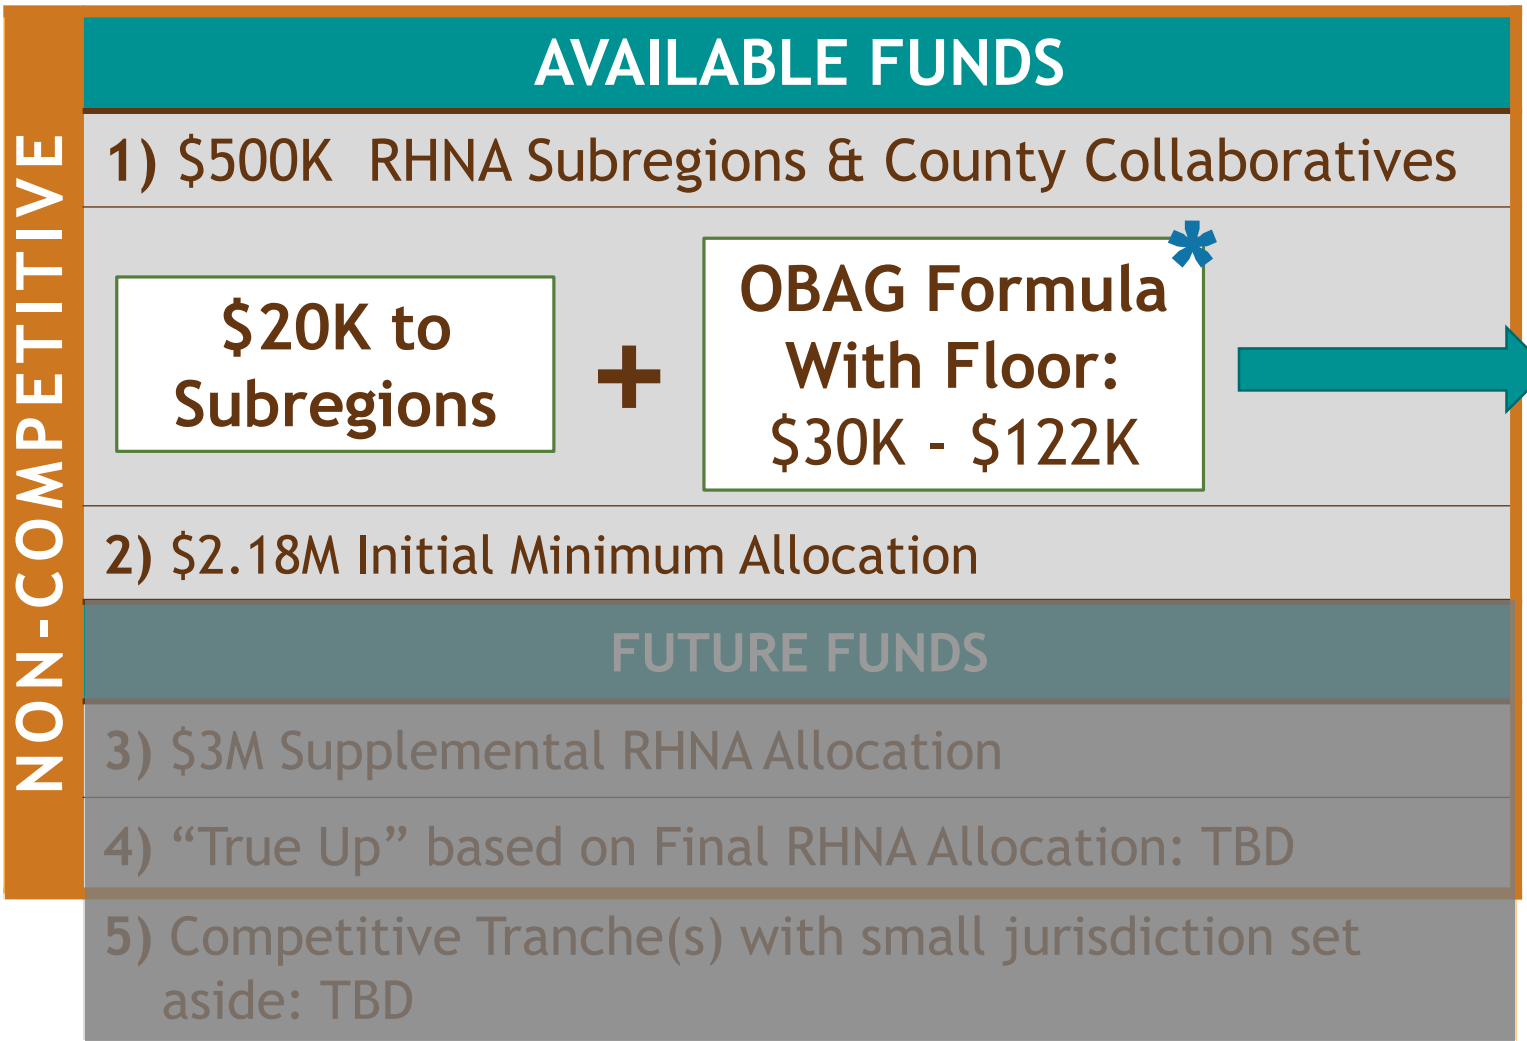 NON-COMPETITIVE
AVAILABLE FUNDS
1) $500K RHNA Subregions & County Collaboratives
$20K to
Subregions
+
OBAG Formula*
With Floor:
$30K - $122K
2) $2.18M Initial Minimum Allocation
FUTURE FUNDS
3) $3M Supplemental RHNA Allocation
4) “True Up” based on Final RHNA Allocation: TBD
5) Competitive Tranche(s) with small jurisdiction set
aside: TBD